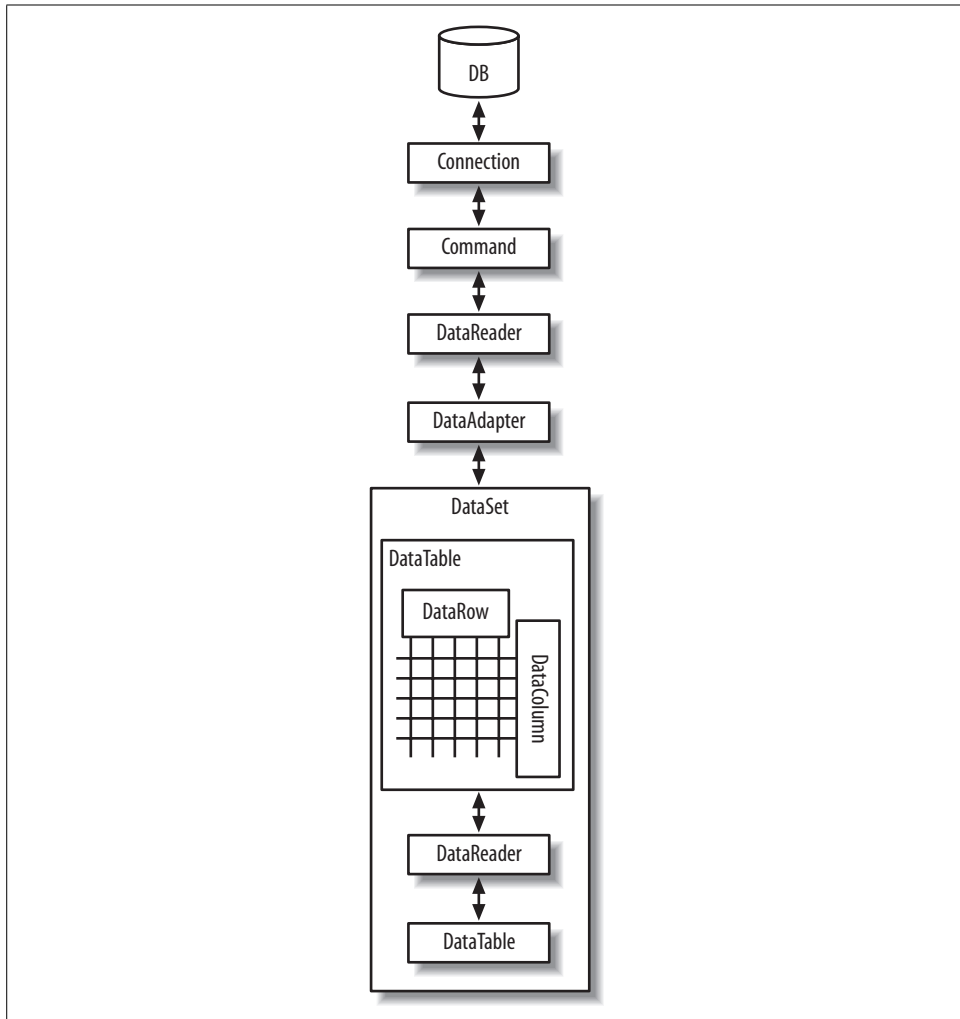 DB
Connection
Command
DataReader
DataAdapter
DataSet
DataTable
DataRow
DataColumn
DataReader
DataTable